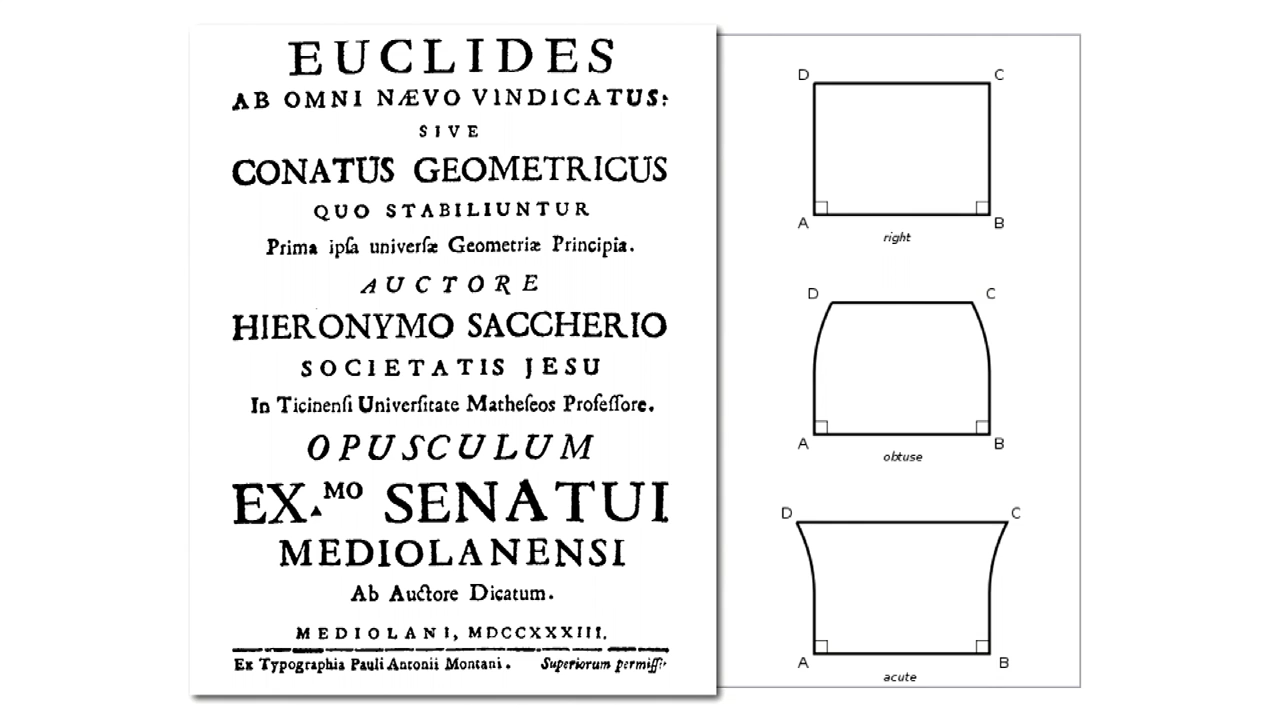 EUCLIDES
AB OMNI NÆVO VINDICATUS:
SIVE
CONATUS GEOMETRICUS
QUO STABILIUNTUR
Prima ipſa univerſæ Geometriæ Principia.
AUCTORE
HIERONYMO SACCHERIO
SOCIETATIS JESU
In Ticinenſi Univerſitate Matheſeos Profeſſore.
OPUSCULUM
EX.MO SENATUI
MEDIOLANENSI
Ab Auctore Dicatum.
MEDIOLANI, MDCCXXXIII.
Ex Typographia Pauli Antonii Montani. Superiorum permiſſ.
D C
A B
right
D C
A B
obtuse
D C
A B
acute